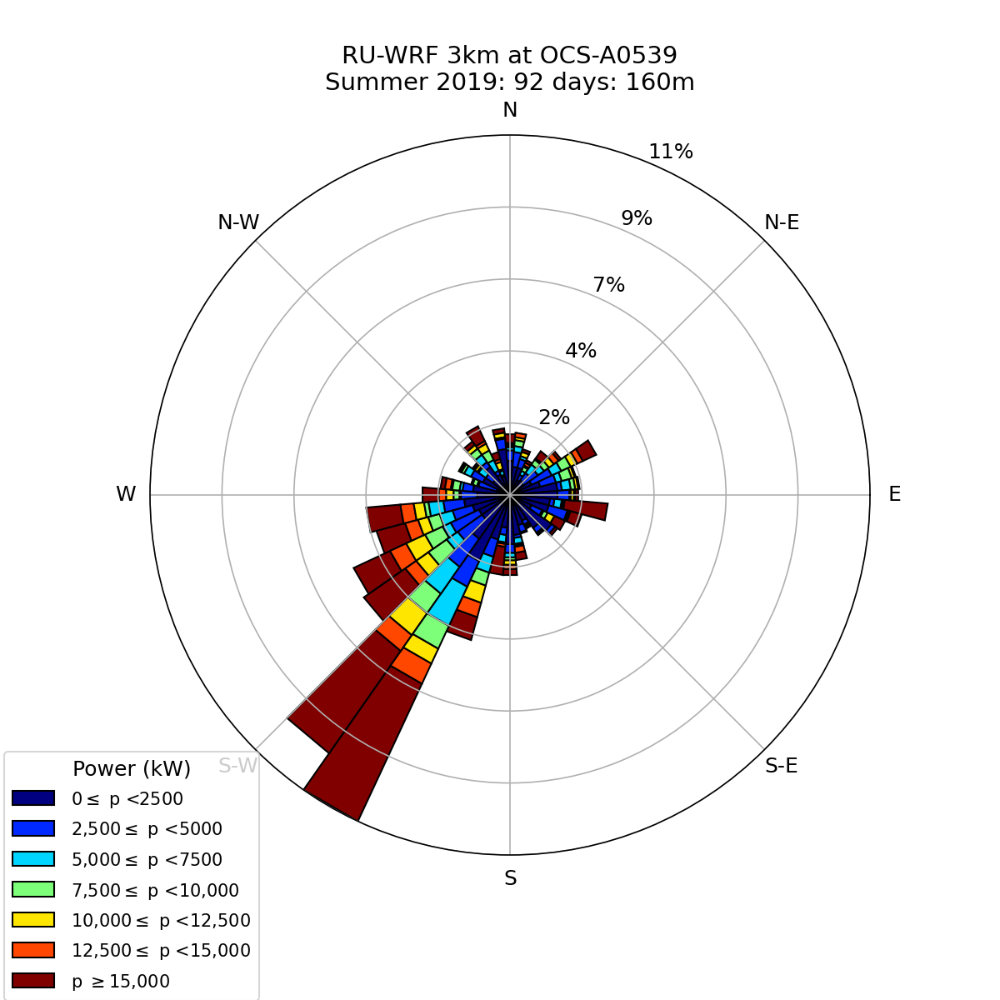 RU-WRF 3km at OCS-A0539
Summer 2019: 92 days: 160m
N
11%
9%
N-W
N-E
7%
4%
2%
W
E
S-W
S-E
S
Power (kW)
0≤ p <2500
2,500≤ p <5000
5,000≤ p <7500
7,500≤ p <10,000
10,000≤ p <12,500
12,500≤ p <15,000
p ≥15,000